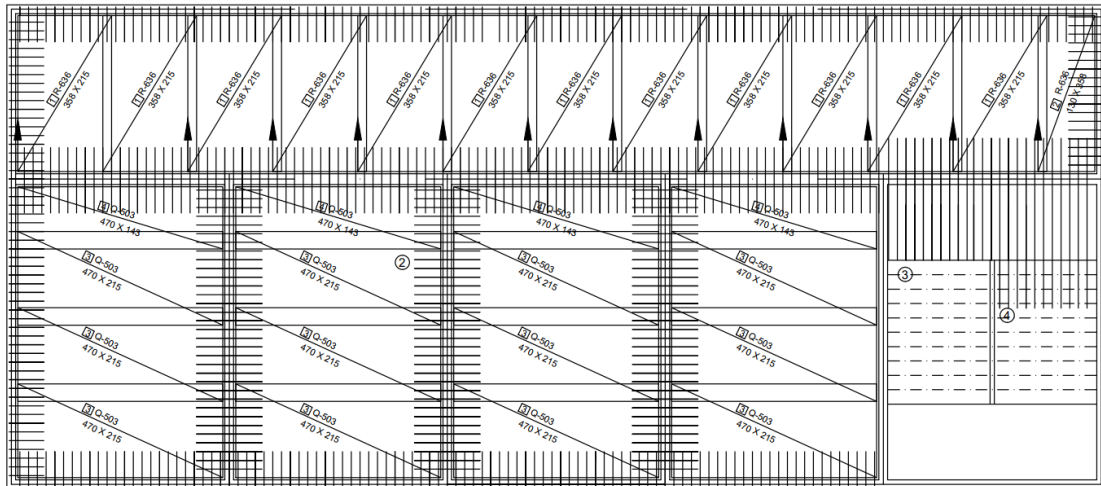 1 R-636
358 X 215
1 R-636
358 X 215
1 R-636
358 X 215
1 R-636
358 X 215
1 R-636
358 X 215
1 R-636
358 X 215
1 R-636
358 X 215
1 R-636
358 X 215
1 R-636
358 X 215
1 R-636
358 X 215
1 R-636
358 X 215
1 R-636
358 X 215
2 R-636
130 X 358
4 Q-503
470 X 143
4 Q-503
470 X 143
4 Q-503
470 X 143
4 Q-503
470 X 143
3 Q-503
470 X 215
3 Q-503
470 X 215
2
3 Q-503
470 X 215
3 Q-503
470 X 215
3
4
3 Q-503
470 X 215
3 Q-503
470 X 215
3 Q-503
470 X 215
3 Q-503
470 X 215
3 Q-503
470 X 215
3 Q-503
470 X 215
3 Q-503
470 X 215
3 Q-503
470 X 215